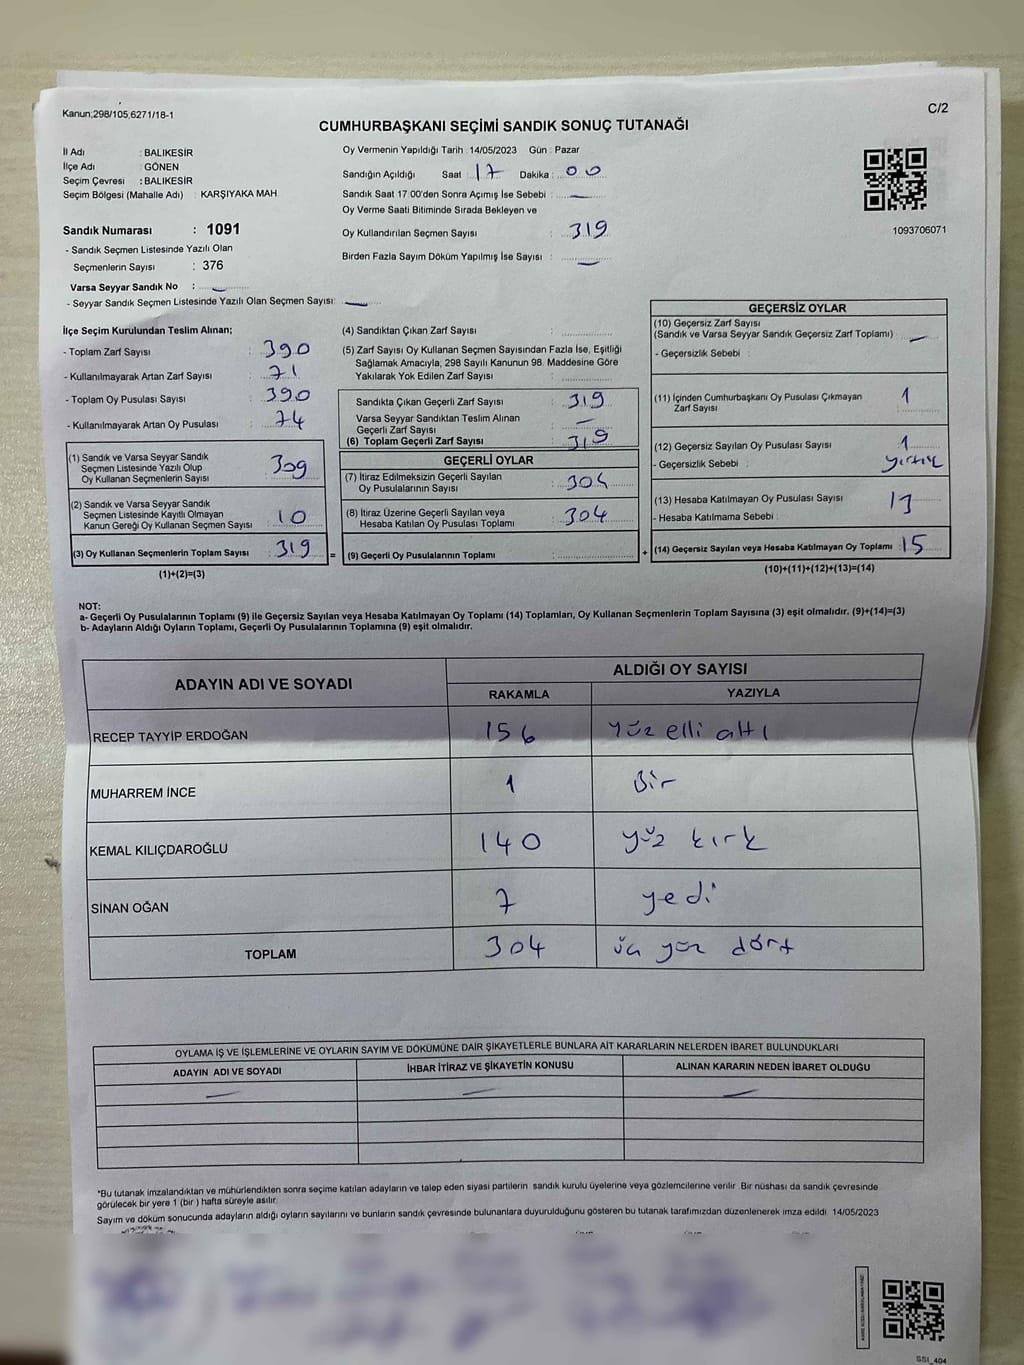 Kanun;298/105,6271/18-1
C/2
CUMHURBAŞKANI SEÇİMİ SANDIK SONUÇ TUTANAĞI
İl Adı : BALIKESİR
İlçe Adı : GÖNEN
Seçim Çevresi : BALIKESİR
Seçim Bölgesi (Mahalle Adı) : KARŞIYAKA MAH.
Sandık Numarası : 1091
- Sandık Seçmen Listesinde Yazılı Olan
Seçmenlerin Sayısı : 376
Varsa Seyyar Sandık No : —
- Seyyar Sandık Seçmen Listesinde Yazılı Olan Seçmen Sayısı: —
Oy Vermenin Yapıldığı Tarih : 14/05/2023 Gün : Pazar
Sandığın Açıldığı Saat : 17 Dakika : 00
Sandık Saat 17:00'den Sonra Açımış İse Sebebi : —
Oy Verme Saati Bitiminde Sırada Bekleyen ve
Oy Kullandırılan Seçmen Sayısı : 319
Birden Fazla Sayım Döküm Yapılmış İse Sayısı : —
1093706071
İlçe Seçim Kurulundan Teslim Alınan;
- Toplam Zarf Sayısı : 390
- Kullanılmayarak Artan Zarf Sayısı : 71
- Toplam Oy Pusulası Sayısı : 390
- Kullanılmayarak Artan Oy Pusulası : 74
(1) Sandık ve Varsa Seyyar Sandık
Seçmen Listesinde Yazılı Olup
Oy Kullanan Seçmenlerin Sayısı : 309
(2) Sandık ve Varsa Seyyar Sandık
Seçmen Listesinde Kayıtlı Olmayan
Kanun Gereği Oy Kullanan Seçmen Sayısı : 10
(3) Oy Kullanan Seçmenlerin Toplam Sayısı : 319
(1)+(2)=(3)
(4) Sandıktan Çıkan Zarf Sayısı :
(5) Zarf Sayısı Oy Kullanan Seçmen Sayısından Fazla İse, Eşitliği
Sağlamak Amacıyla, 298 Sayılı Kanunun 98. Maddesine Göre
Yakılarak Yok Edilen Zarf Sayısı :
Sandıkta Çıkan Geçerli Zarf Sayısı : 319
Varsa Seyyar Sandıktan Teslim Alınan
Geçerli Zarf Sayısı : —
(6) Toplam Geçerli Zarf Sayısı : 319
GEÇERLİ OYLAR
(7) İtiraz Edilmeksizin Geçerli Sayılan
Oy Pusulalarının Sayısı : 304
(8) İtiraz Üzerine Geçerli Sayılan veya
Hesaba Katılan Oy Pusulası Toplamı : 304
= (9) Geçerli Oy Pusulalarının Toplamı :
GEÇERSİZ OYLAR
(10) Geçersiz Zarf Sayısı
(Sandık ve Varsa Seyyar Sandık Geçersiz Zarf Toplamı) : —
- Geçersizlik Sebebi :
(11) İçinden Cumhurbaşkanı Oy Pusulası Çıkmayan
Zarf Sayısı : 1
(12) Geçersiz Sayılan Oy Pusulası Sayısı : 1
- Geçersizlik Sebebi : yırtık
(13) Hesaba Katılmayan Oy Pusulası Sayısı : 13
- Hesaba Katılmama Sebebi :
+ (14) Geçersiz Sayılan veya Hesaba Katılmayan Oy Toplamı : 15
(10)+(11)+(12)+(13)=(14)
NOT:
a- Geçerli Oy Pusulalarının Toplamı (9) ile Geçersiz Sayılan veya Hesaba Katılmayan Oy Toplamı (14) Toplamları, Oy Kullanan Seçmenlerin Toplam Sayısına (3) eşit olmalıdır. (9)+(14)=(3)
b- Adayların Aldığı Oyların Toplamı, Geçerli Oy Pusulalarının Toplamına (9) eşit olmalıdır.
ADAYIN ADI VE SOYADI
ALDIĞI OY SAYISI
RAKAMLA YAZIYLA
RECEP TAYYİP ERDOĞAN 156 yüz elli altı
MUHARREM İNCE 1 Bir
KEMAL KILIÇDAROĞLU 140 yüz kırk
SİNAN OĞAN 7 yedi
TOPLAM 304 üç yüz dört
OYLAMA İŞ VE İŞLEMLERİNE VE OYLARIN SAYIM VE DÖKÜMÜNE DAİR ŞİKAYETLERLE BUNLARA AİT KARARLARIN NELERDEN İBARET BULUNDUKLARI
ADAYIN ADI VE SOYADI İHBAR İTİRAZ VE ŞİKAYETİN KONUSU ALINAN KARARIN NEDEN İBARET OLDUĞU
— — —
*Bu tutanak imzalandıktan ve mühürlendikten sonra seçime katılan adayların ve talep eden siyasi partilerin sandık kurulu üyelerine veya gözlemcilerine verilir .Bir nüshası da sandık çevresinde
görülecek bir yere 1 (bir ) hafta süreyle asılır.
Sayım ve döküm sonucunda adayların aldığı oyların sayılarını ve bunların sandık çevresinde bulunanlara duyurulduğunu gösteren bu tutanak tarafımızdan düzenlenerek imza edildi. 14/05/2023
SSI_404